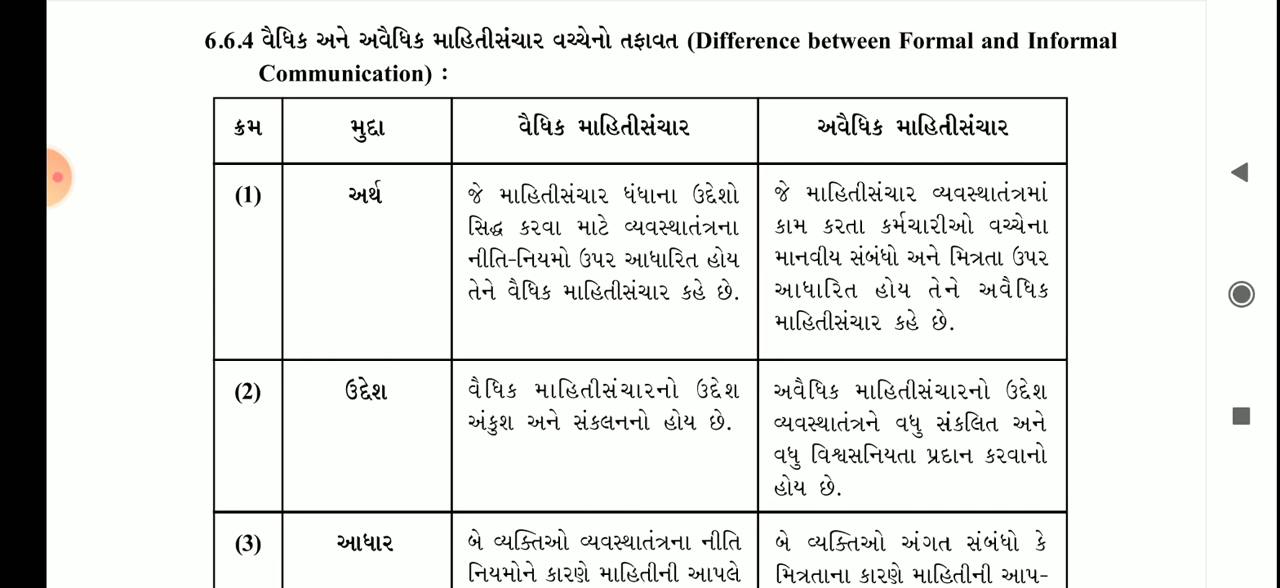 6.6.4 વૈધિક અને અવૈધિક માહિતીસંચાર વચ્ચેનો તફાવત (Difference between Formal and Informal
Communication) :
ક્રમ મુદ્દા વૈધિક માહિતીસંચાર અવૈધિક માહિતીસંચાર
(1) અર્થ
જે માહિતીસંચાર ધંધાના ઉદ્દેશો
સિદ્ધ કરવા માટે વ્યવસ્થાતંત્રના
નીતિ-નિયમો ઉપર આધારિત હોય
તેને વૈધિક માહિતીસંચાર કહે છે.
જે માહિતીસંચાર વ્યવસ્થાતંત્રમાં
કામ કરતા કર્મચારીઓ વચ્ચેના
માનવીય સંબંધો અને મિત્રતા ઉપર
આધારિત હોય તેને અવૈધિક
માહિતીસંચાર કહે છે.
(2) ઉદ્દેશ
વૈધિક માહિતીસંચારનો ઉદ્દેશ
અંકુશ અને સંકલનનો હોય છે.
અવૈધિક માહિતીસંચારનો ઉદ્દેશ
વ્યવસ્થાતંત્રને વધુ સંકલિત અને
વધુ વિશ્વસનિયતા પ્રદાન કરવાનો
હોય છે.
(3) આધાર
બે વ્યક્તિઓ વ્યવસ્થાતંત્રના નીતિ
નિયમોને કારણે માહિતીની આપલે
બે વ્યક્તિઓ અંગત સંબંધો કે
મિત્રતાના કારણે માહિતીની આપ-